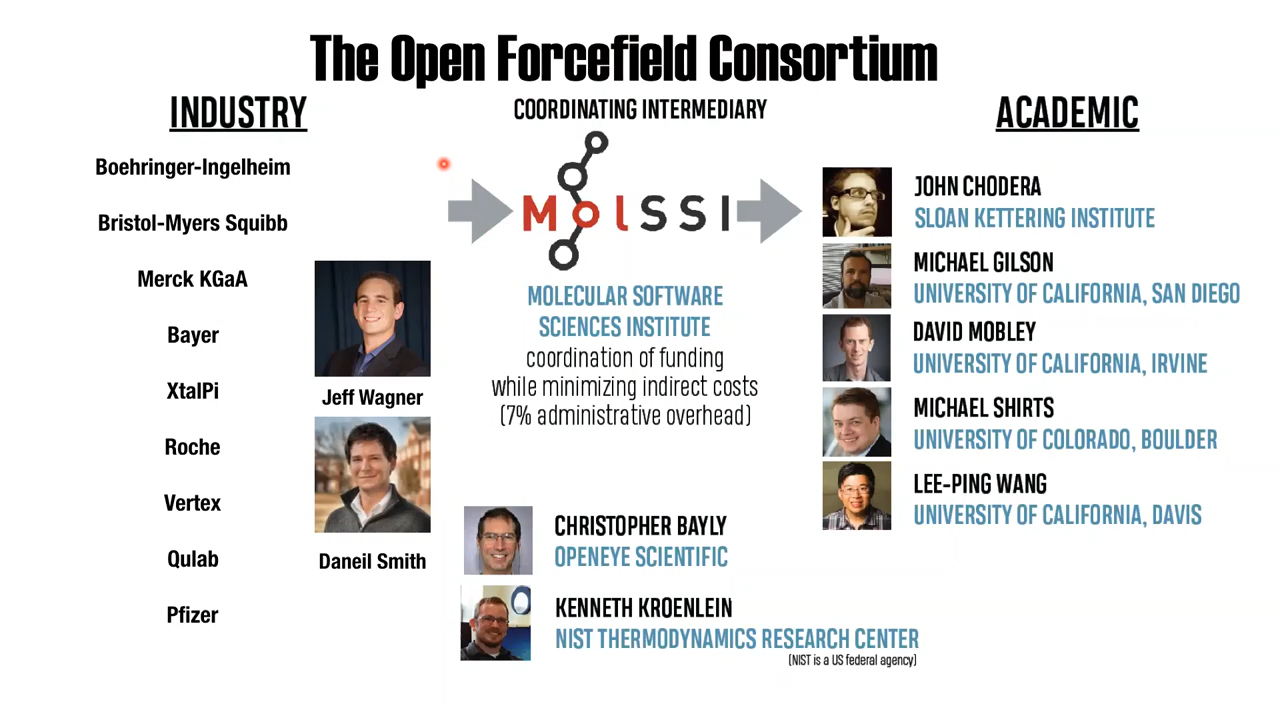 The Open Forcefield Consortium
INDUSTRY
Boehringer-Ingelheim
Bristol-Myers Squibb
Merck KGaA
Bayer
XtalPi
Roche
Vertex
Qulab
Pfizer
Jeff Wagner
Daneil Smith
COORDINATING INTERMEDIARY
MolSSI
MOLECULAR SOFTWARE
SCIENCES INSTITUTE
coordination of funding
while minimizing indirect costs
(7% administrative overhead)
CHRISTOPHER BAYLY
OPENEYE SCIENTIFIC
KENNETH KROENLEIN
NIST THERMODYNAMICS RESEARCH CENTER
(NIST is a US federal agency)
ACADEMIC
JOHN CHODERA
SLOAN KETTERING INSTITUTE
MICHAEL GILSON
UNIVERSITY OF CALIFORNIA, SAN DIEGO
DAVID MOBLEY
UNIVERSITY OF CALIFORNIA, IRVINE
MICHAEL SHIRTS
UNIVERSITY OF COLORADO, BOULDER
LEE-PING WANG
UNIVERSITY OF CALIFORNIA, DAVIS